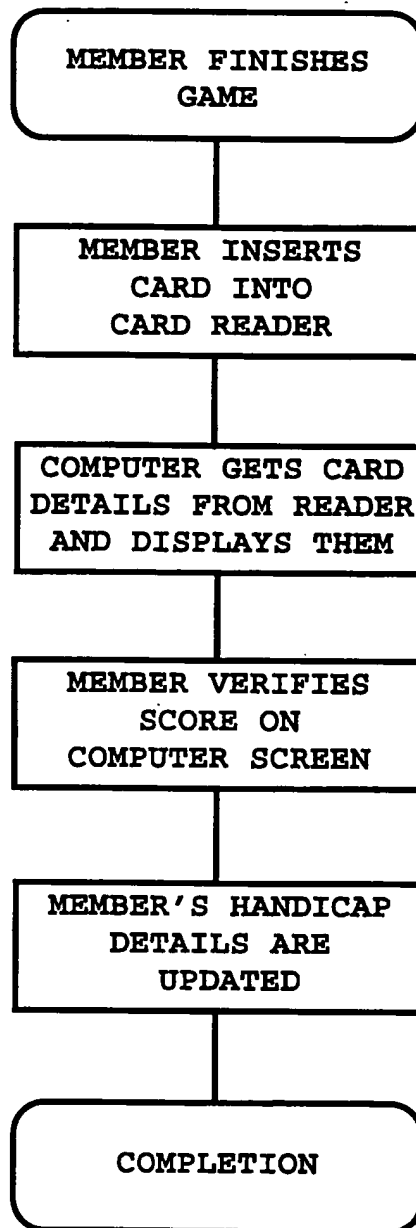 MEMBER FINISHES
GAME
MEMBER INSERTS
CARD INTO
CARD READER
COMPUTER GETS CARD
DETAILS FROM READER
AND DISPLAYS THEM
MEMBER VERIFIES
SCORE ON
COMPUTER SCREEN
MEMBER'S HANDICAP
DETAILS ARE
UPDATED
COMPLETION